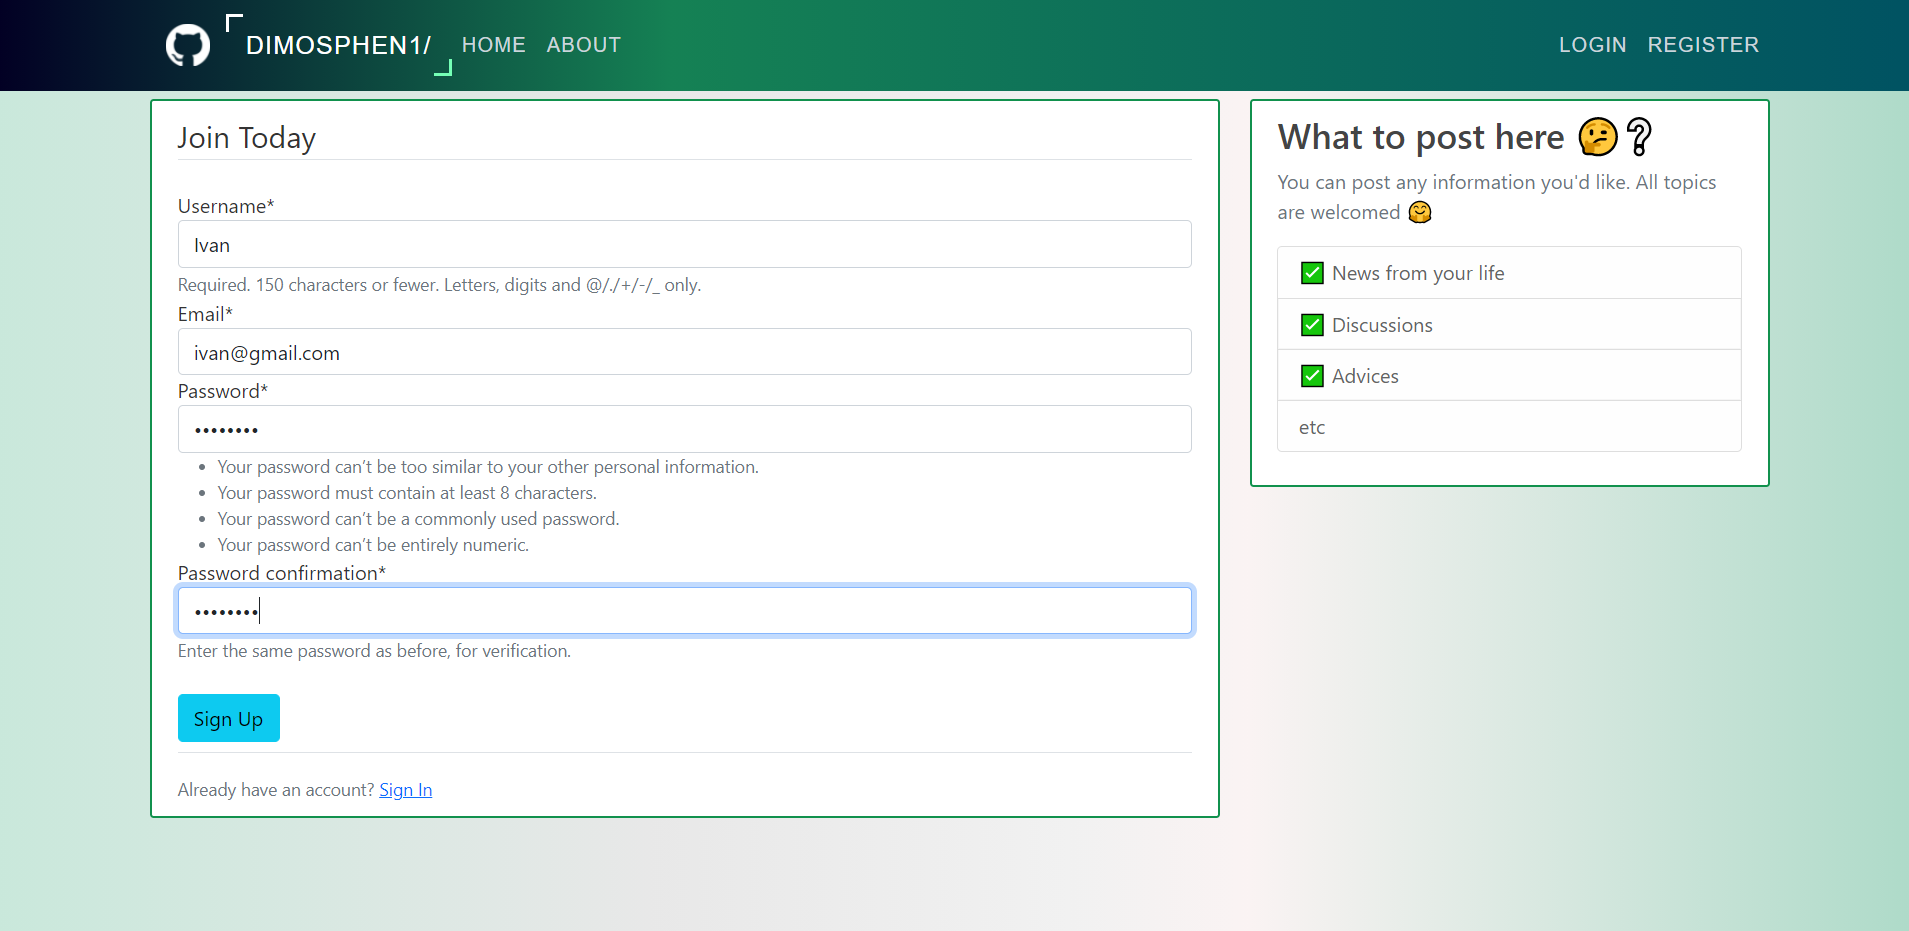 DIMOSPHEN1/ HOME ABOUT LOGIN REGISTER
Join Today
Username*
Ivan
Required. 150 characters or fewer. Letters, digits and @/./+/-/_ only.
Email*
ivan@gmail.com
Password*
••••••••
Your password can’t be too similar to your other personal information.
Your password must contain at least 8 characters.
Your password can’t be a commonly used password.
Your password can’t be entirely numeric.
Password confirmation*
••••••••
Enter the same password as before, for verification.
Sign Up
Already have an account? Sign In
What to post here 🤔❔
You can post any information you'd like. All topics
are welcomed 🤗
✅ News from your life
✅ Discussions
✅ Advices
etc